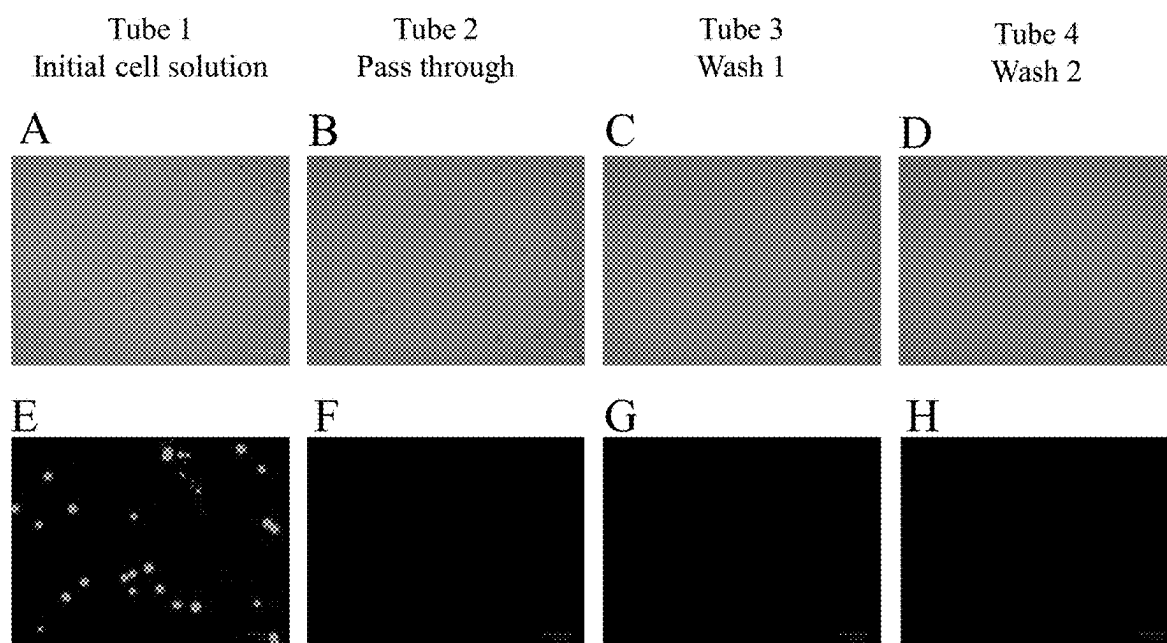 Tube 1
Initial cell solution
Tube 2
Pass through
Tube 3
Wash 1
Tube 4
Wash 2
A
B
C
D
E
F
G
H